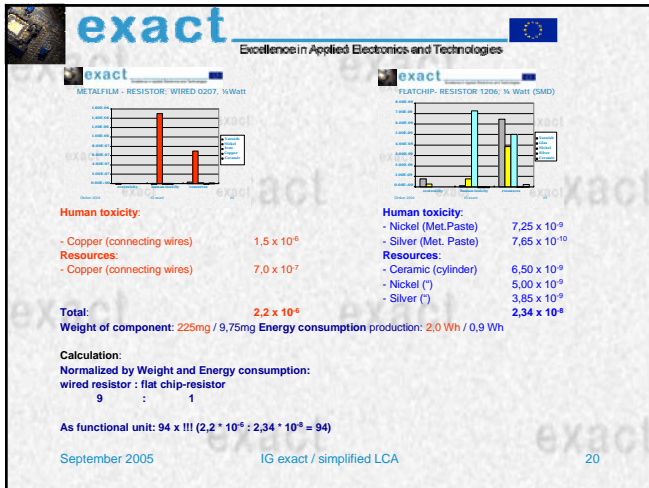 exact
Excellence in Applied Electronics and Technologies
exact
METALFILM - RESISTOR: WIRED 0207, ¼Watt
exact
FLATCHIP- RESISTOR 1206; ¼ Watt (SMD)
Human toxicity:
- Copper (connecting wires) 1,5 x 10⁻⁶
Resources:
- Copper (connecting wires) 7,0 x 10⁻⁷
Total: 2,2 x 10⁻⁶
Human toxicity:
- Nickel (Met.Paste) 7,25 x 10⁻⁹
- Silver (Met. Paste) 7,65 x 10⁻¹⁰
Resources:
- Ceramic (cylinder) 6,50 x 10⁻⁹
- Nickel (“) 5,00 x 10⁻⁹
- Silver (“) 3,85 x 10⁻⁹
2,34 x 10⁻⁸
Weight of component: 225mg / 9,75mg Energy consumption production: 2,0 Wh / 0,9 Wh
Calculation:
Normalized by Weight and Energy consumption:
wired resistor : flat chip-resistor
9 : 1
As functional unit: 94 x !!! (2,2 * 10⁻⁶ : 2,34 * 10⁻⁸ = 94)
September 2005 IG exact / simplified LCA 20